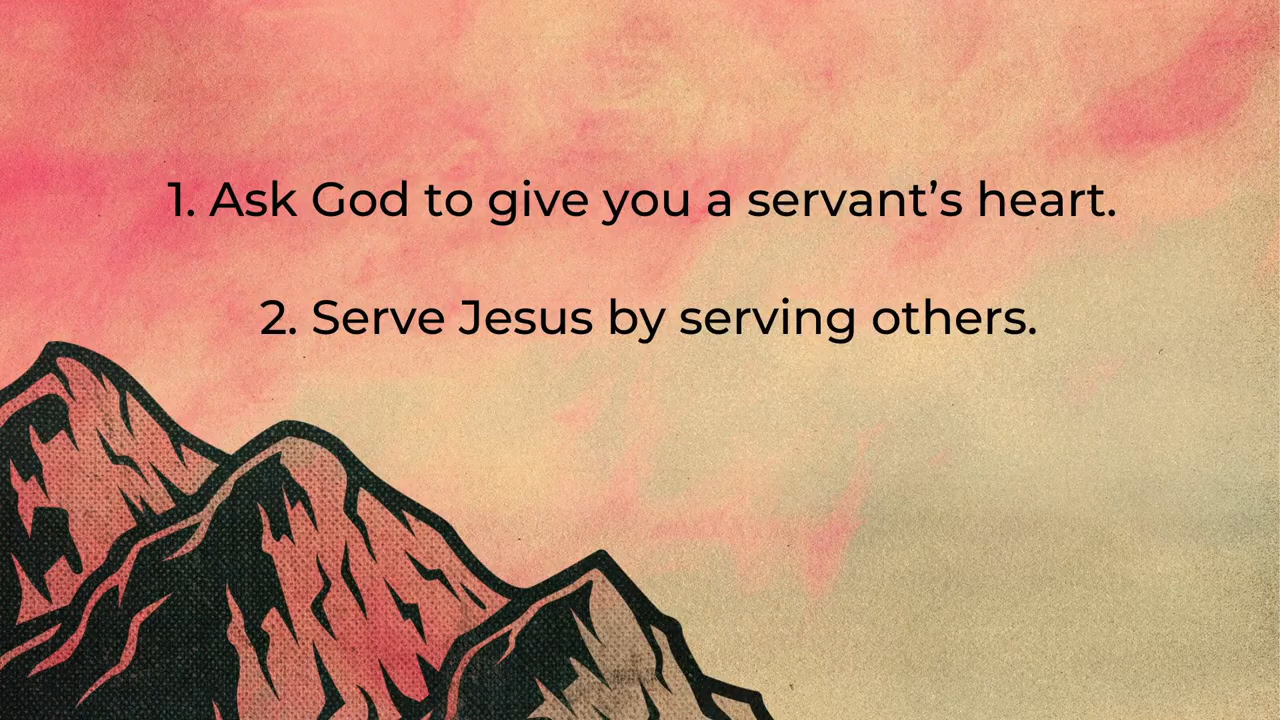 1. Ask God to give you a servant’s heart.
2. Serve Jesus by serving others.